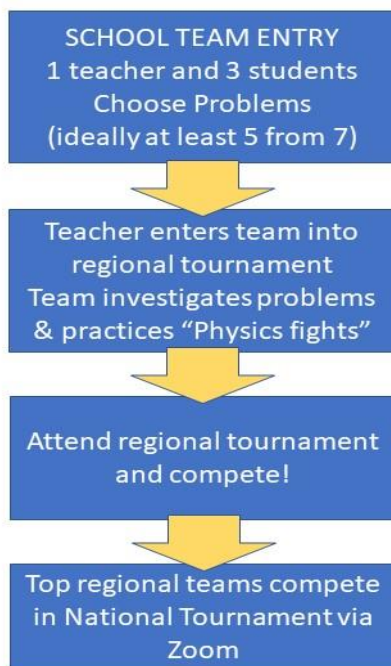 SCHOOL TEAM ENTRY
1 teacher and 3 students
Choose Problems
(ideally at least 5 from 7)
Teacher enters team into
regional tournament
Team investigates problems
& practices “Physics fights”
Attend regional tournament
and compete!
Top regional teams compete
in National Tournament via
Zoom